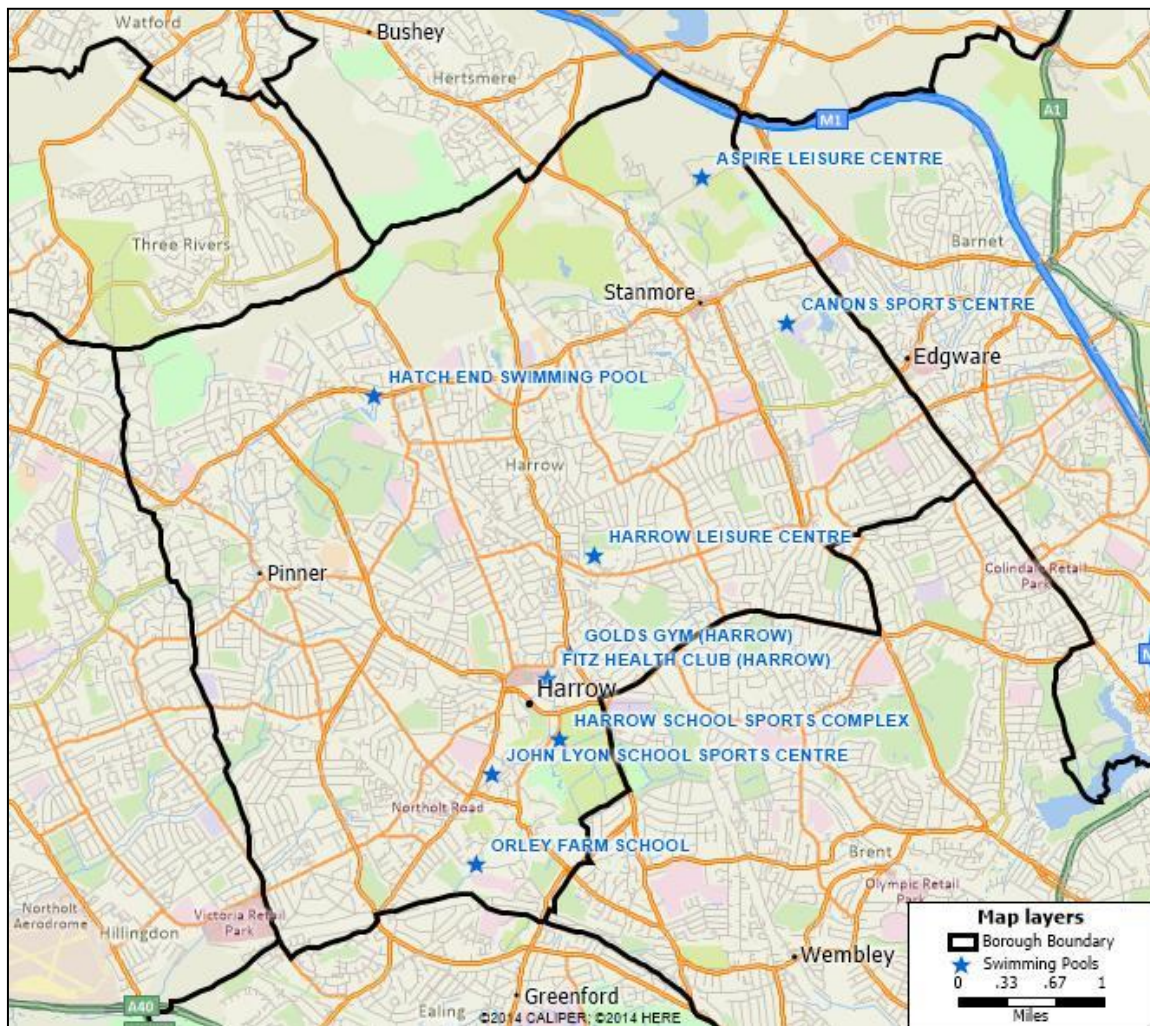 Watford
Bushey
Hertsmere
A1
M1
ASPIRE LEISURE CENTRE
Three Rivers
Barnet
Stanmore
CANONS SPORTS CENTRE
Edgware
HATCH END SWIMMING POOL
Harrow
HARROW LEISURE CENTRE
Pinner
Colindale Retail
Park
GOLDS GYM (HARROW)
FITZ HEALTH CLUB (HARROW)
Harrow
HARROW SCHOOL SPORTS COMPLEX
JOHN LYON SCHOOL SPORTS CENTRE
Northolt Road
ORLEY FARM SCHOOL
Brent
Olympic Retail
Park
Northolt
Aerodrome
Victoria Retail
Park
Hillingdon
Wembley
A40
Greenford
Ealing
©2014 CALIPER; ©2014 HERE
Map layers
Borough Boundary
Swimming Pools
0 .33 .67 1
Miles